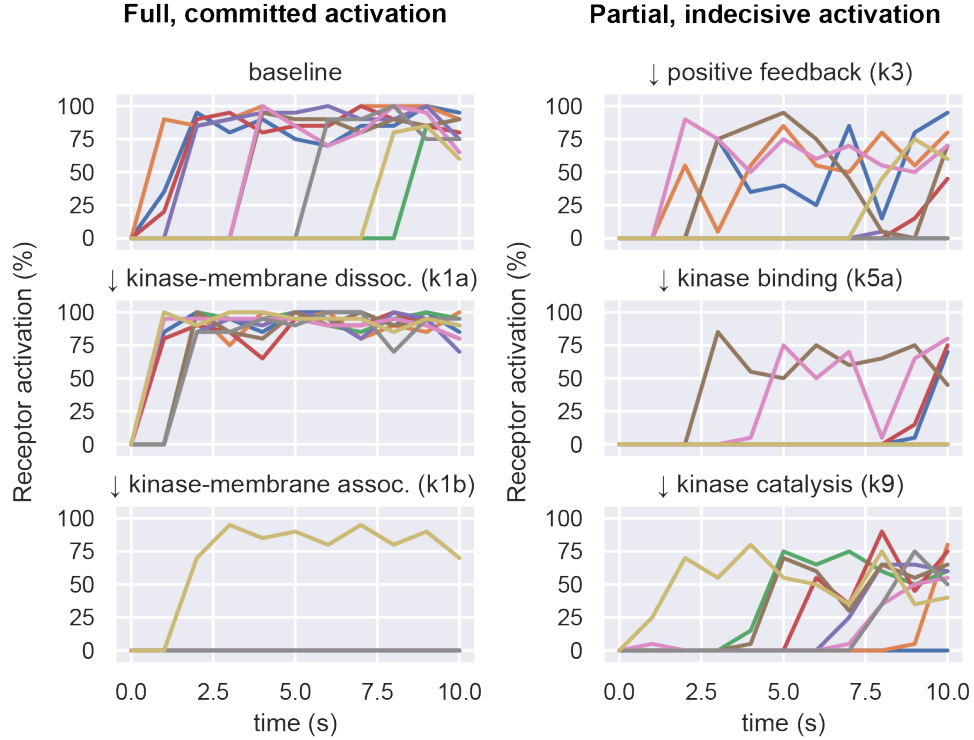 Full, committed activation
Partial, indecisive activation
baseline
↓ positive feedback (k3)
100
75
50
25
0
100
75
50
25
0
↓ kinase-membrane dissoc. (k1a)
↓ kinase binding (k5a)
100
75
50
25
0
100
75
50
25
0
↓ kinase-membrane assoc. (k1b)
↓ kinase catalysis (k9)
100
75
50
25
0
100
75
50
25
0
Receptor activation (%)
Receptor activation (%)
0.0 2.5 5.0 7.5 10.0
0.0 2.5 5.0 7.5 10.0
time (s)
time (s)